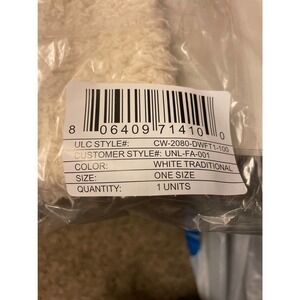 8 06409 71410 0
ULC STYLE#: CW-2080-DWFT1-100
CUSTOMER STYLE#: UNL-FA-001
COLOR: WHITE TRADITIONAL
SIZE: ONE SIZE
QUANTITY: 1 UNITS